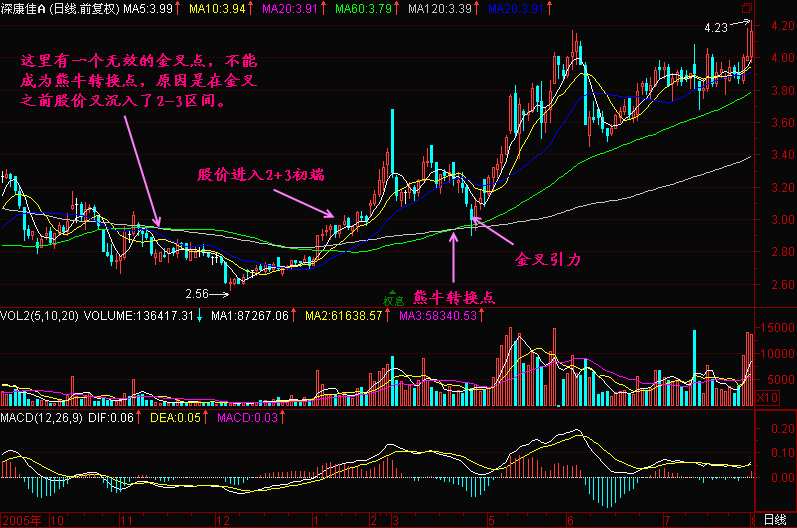 深康佳A (日线.前复权) MA5:3.99↑ MA10:3.94↑ MA20:3.91↑ MA60:3.79↑ MA120:3.39↑ MA20:3.91↑
4.23
4.20
这里有一个无效的金叉点，不能
成为熊牛转换点，原因是在金叉
之前股价又沉入了2-3区间。
4.00
3.80
3.60
3.40
股价进入2+3初端
3.20
3.00
金叉引力
2.80
2.60
2.56
权息
熊牛转换点
VOL2(5,10,20) VOLUME:136417.31↓ MA1:87267.06↑ MA2:61638.57↑ MA3:58340.53↑
15000
10000
5000
X10
MACD(12,26,9) DIF:0.06↑ DEA:0.05↑ MACD:0.03↑
0.20
0.10
0.00
2005年 10 11 12 1 2 3 5 6 7 日线